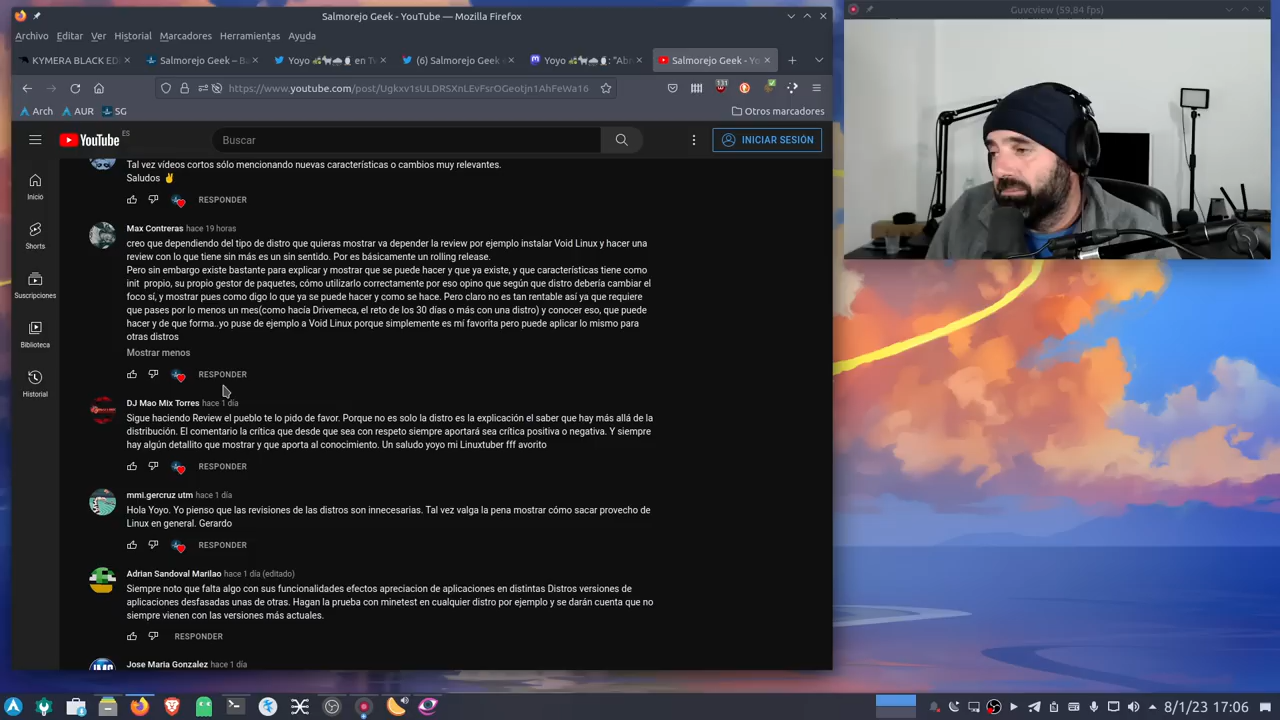 Salmorejo Geek - YouTube — Mozilla Firefox
Guvcview (59,84 fps)
Archivo Editar Ver Historial Marcadores Herramientas Ayuda
KYMERA BLACK ED
Salmorejo Geek – Ba
Yoyo en Tw
(6) Salmorejo Geek
Yoyo : "Abr
Salmorejo Geek - Yo
https://www.youtube.com/post/Ugkxv1sULDRSXnLEvFsrOGeotJn1AhFeWa16
131
Arch AUR SG
Otros marcadores
YouTube ES
Buscar
INICIAR SESIÓN
Inicio
Shorts
Suscripciones
Biblioteca
Historial
Tal vez vídeos cortos sólo mencionando nuevas características o cambios muy relevantes.
Saludos ✌
RESPONDER
Max Contreras hace 19 horas
creo que dependiendo del tipo de distro que quieras mostrar va depender la review por ejemplo instalar Void Linux y hacer una
review con lo que tiene sin más es un sin sentido. Por es básicamente un rolling release.
Pero sin embargo existe bastante para explicar y mostrar que se puede hacer y que ya existe, y que características tiene como
init propio, su propio gestor de paquetes, cómo utilizarlo correctamente por eso opino que según que distro debería cambiar el
foco sí, y mostrar pues como digo lo que ya se puede hacer y como se hace. Pero claro no es tan rentable así ya que requiere
que pases por lo menos un mes(como hacía Drivemeca, el reto de los 30 días o más con una distro) y conocer eso, que puede
hacer y de que forma..yo puse de ejemplo a Void Linux porque simplemente es mí favorita pero puede aplicar lo mismo para
otras distros
Mostrar menos
RESPONDER
DJ Mao Mix Torres hace 1 día
Sigue haciendo Review el pueblo te lo pido de favor. Porque no es solo la distro es la explicación el saber que hay más allá de la
distribución. El comentario la crítica que desde que sea con respeto siempre aportará sea crítica positiva o negativa. Y siempre
hay algún detallito que mostrar y que aporta al conocimiento. Un saludo yoyo mi Linuxtuber fff avorito
RESPONDER
mmi.gercruz utm hace 1 día
Hola Yoyo. Yo pienso que las revisiones de las distros son innecesarias. Tal vez valga la pena mostrar cómo sacar provecho de
Linux en general. Gerardo
RESPONDER
Adrian Sandoval Marilao hace 1 día (editado)
Siempre noto que falta algo con sus funcionalidades efectos apreciacion de aplicaciones en distintas Distros versiones de
aplicaciones desfasadas unas de otras. Hagan la prueba con minetest en cualquier distro por ejemplo y se darán cuenta que no
siempre vienen con las versiones más actuales.
RESPONDER
Jose Maria Gonzalez hace 1 día
8/1/23 17:06